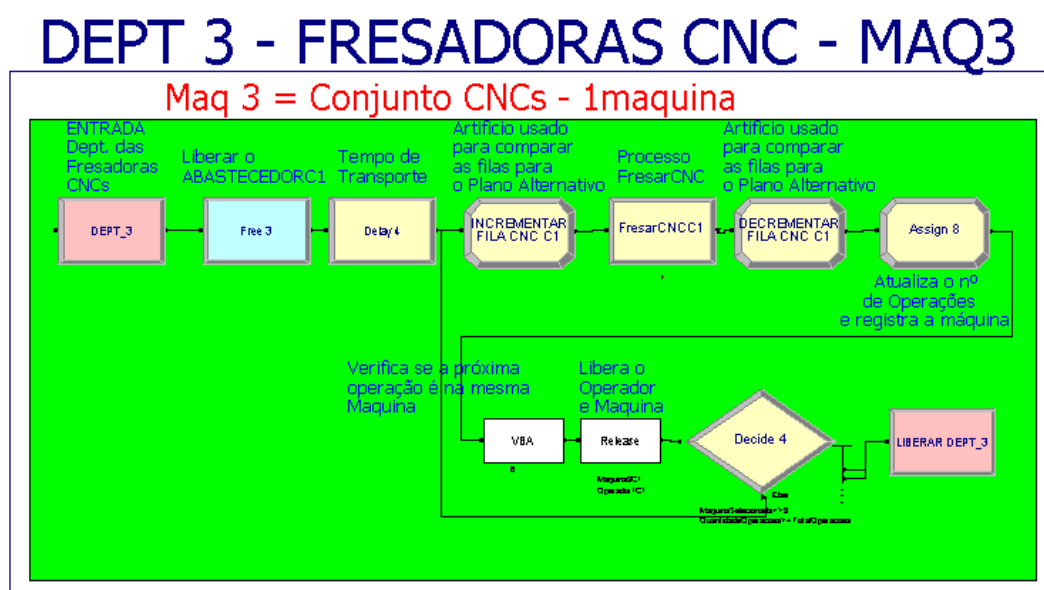 DEPT 3 - FRESADORAS CNC - MAQ3
Maq 3 = Conjunto CNCs - 1maquina
ENTRADA
Dept. das
Fresadoras
CNCs
Liberar o
ABASTECEDORC1
Tempo de
Transporte
Artificio usado
para comparar
as filas para
o Plano Alternativo
Processo
FresarCNC
Artificio usado
para comparar
as filas para
o Plano Alternativo
DEPT_3
Free 3
Delay 4
INCREMENTAR
FILA CNC C1
FresarCNCC1
DECREMENTAR
FILA CNC C1
Assign 8
Atualiza o nº
de Operações
e registra a máquina
Verifica se a próxima
operação é na mesma
Maquina
Libera o
Operador
e Maquina
VBA
Release
Decide 4
LIBERAR DEPT_3
Else